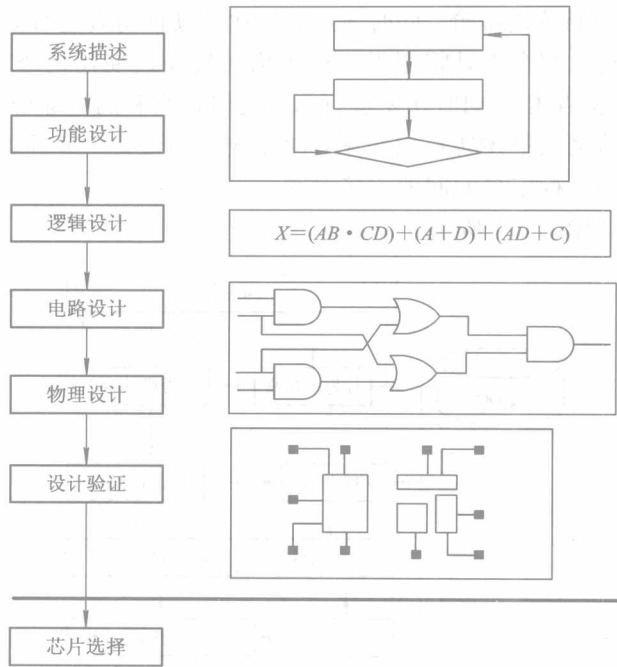 系统描述
功能设计
逻辑设计
X=(AB·CD)+(A+D)+(AD+C)
电路设计
物理设计
设计验证
芯片选择